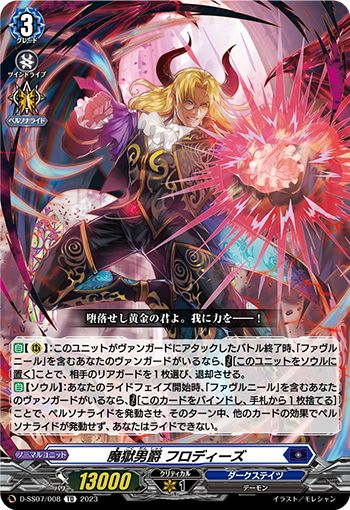 3
グレード
ツインドライブ
ペルソナライド
堕落せし黄金の君よ。我に力を――！
自【R】:このユニットがヴァンガードにアタックしたバトル終了時、「ファヴル
ニール」を含むあなたのヴァンガードがいるなら、[このユニットをソウルに
置く]ことで、相手のリアガードを1枚選び、退却させる。
自【ソウル】:あなたのライドフェイズ開始時、「ファヴルニール」を含むあなた
のヴァンガードがいるなら、[このカードをバインドし、手札から1枚捨てる]
ことで、ペルソナライドを発動させ、そのターン中、他のカードの効果でペ
ルソナライドが発動せず、あなたはライドできない。
ノーマルユニット
魔獄男爵 フロディーズ
パワー
13000
クリティカル
1
ダークステイツ
デーモン
D-SS07/008 TD 2023
イラスト/モレシャン